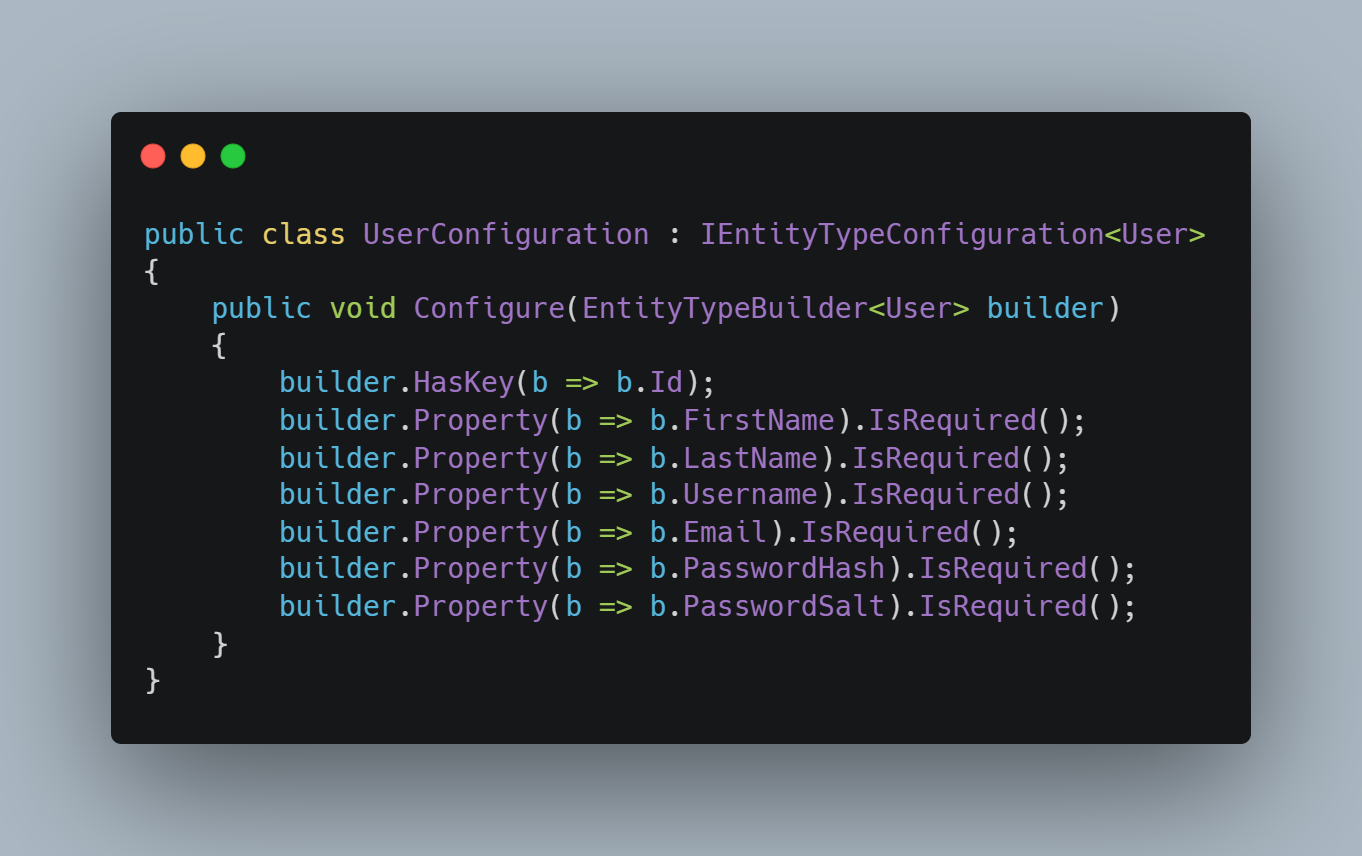 public class UserConfiguration : IEntityTypeConfiguration<User>
{
    public void Configure(EntityTypeBuilder<User> builder)
    {
        builder.HasKey(b => b.Id);
        builder.Property(b => b.FirstName).IsRequired();
        builder.Property(b => b.LastName).IsRequired();
        builder.Property(b => b.Username).IsRequired();
        builder.Property(b => b.Email).IsRequired();
        builder.Property(b => b.PasswordHash).IsRequired();
        builder.Property(b => b.PasswordSalt).IsRequired();
    }
}